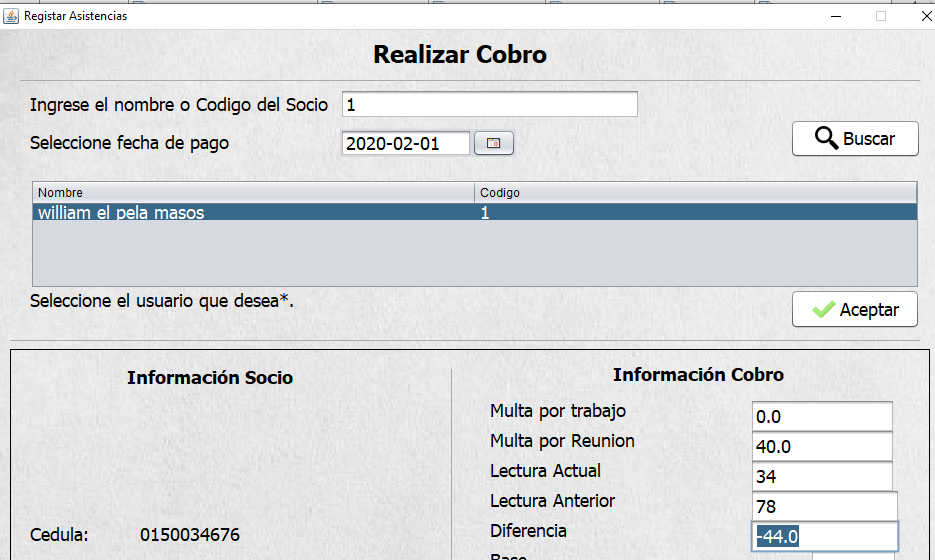 Registar Asistencias
Realizar Cobro
Ingrese el nombre o Codigo del Socio 1
Seleccione fecha de pago 2020-02-01
Buscar
Nombre Codigo
william el pela masos 1
Seleccione el usuario que desea*.
Aceptar
Información Socio
Cedula: 0150034676
Información Cobro
Multa por trabajo 0.0
Multa por Reunion 40.0
Lectura Actual 34
Lectura Anterior 78
Diferencia -44.0
Base